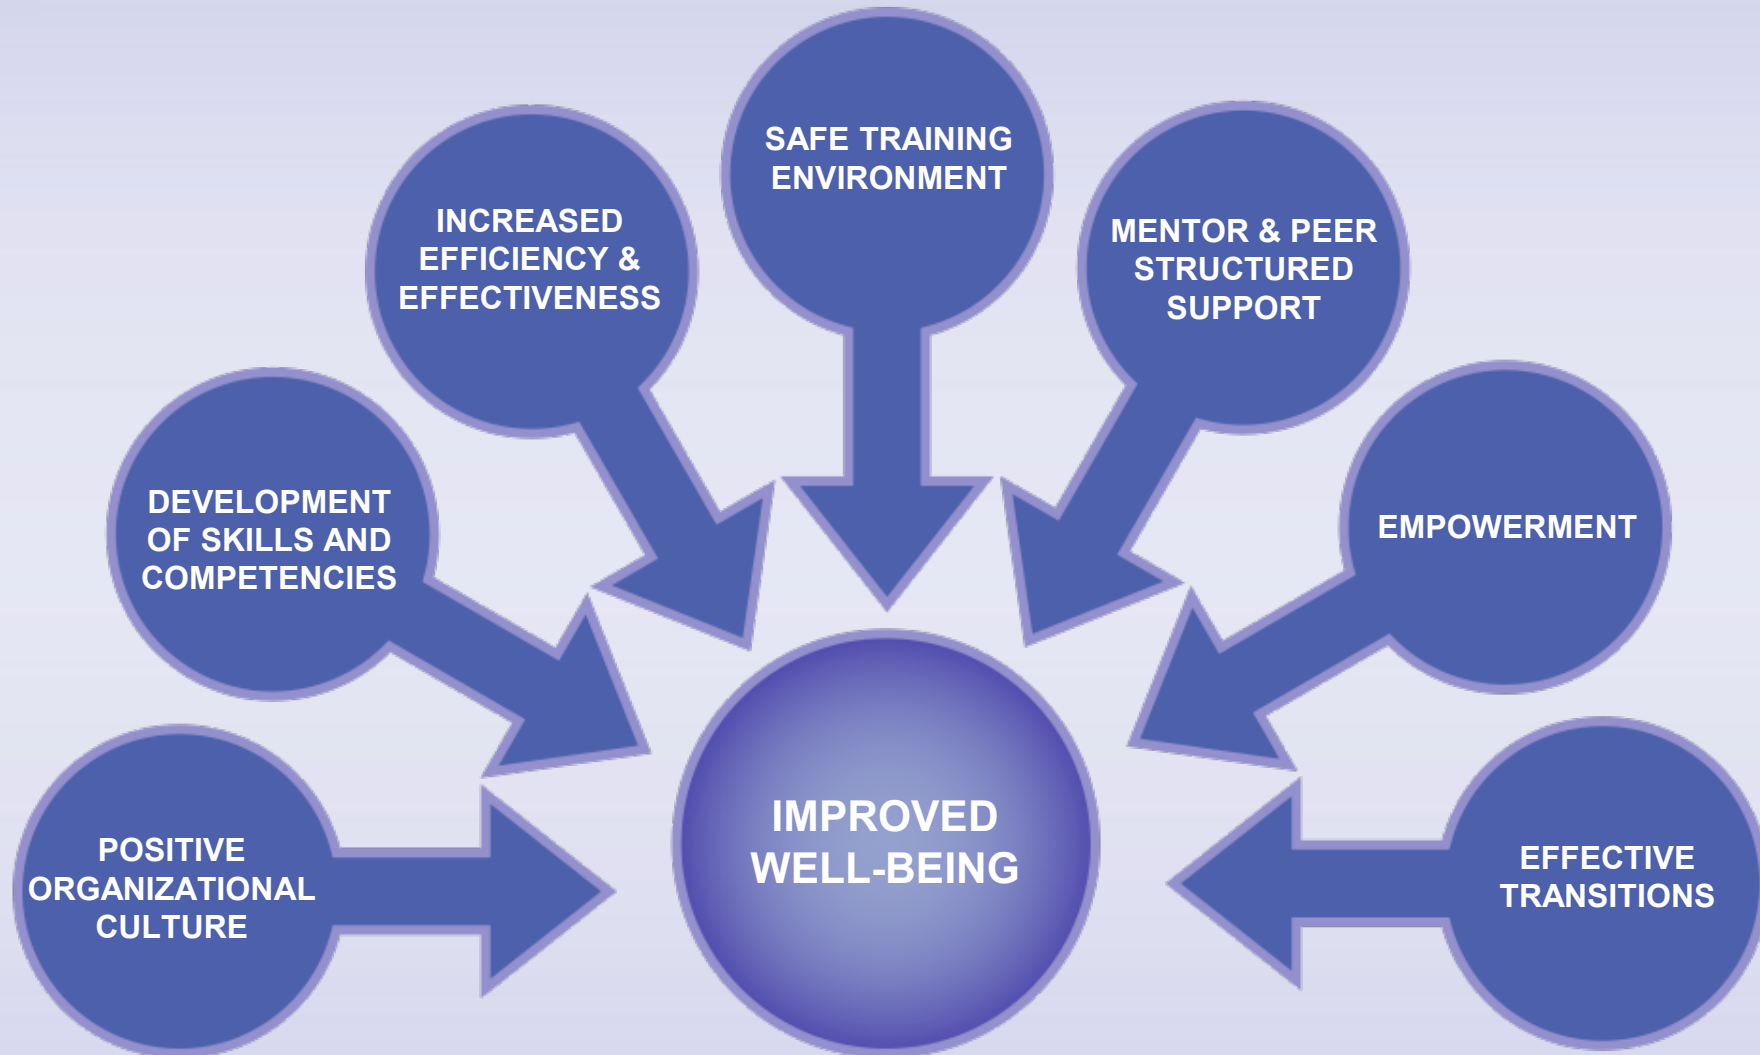 SAFE TRAINING
ENVIRONMENT
INCREASED
EFFICIENCY &
EFFECTIVENESS
MENTOR & PEER
STRUCTURED
SUPPORT
DEVELOPMENT
OF SKILLS AND
COMPETENCIES
EMPOWERMENT
POSITIVE
ORGANIZATIONAL
CULTURE
IMPROVED
WELL-BEING
EFFECTIVE
TRANSITIONS